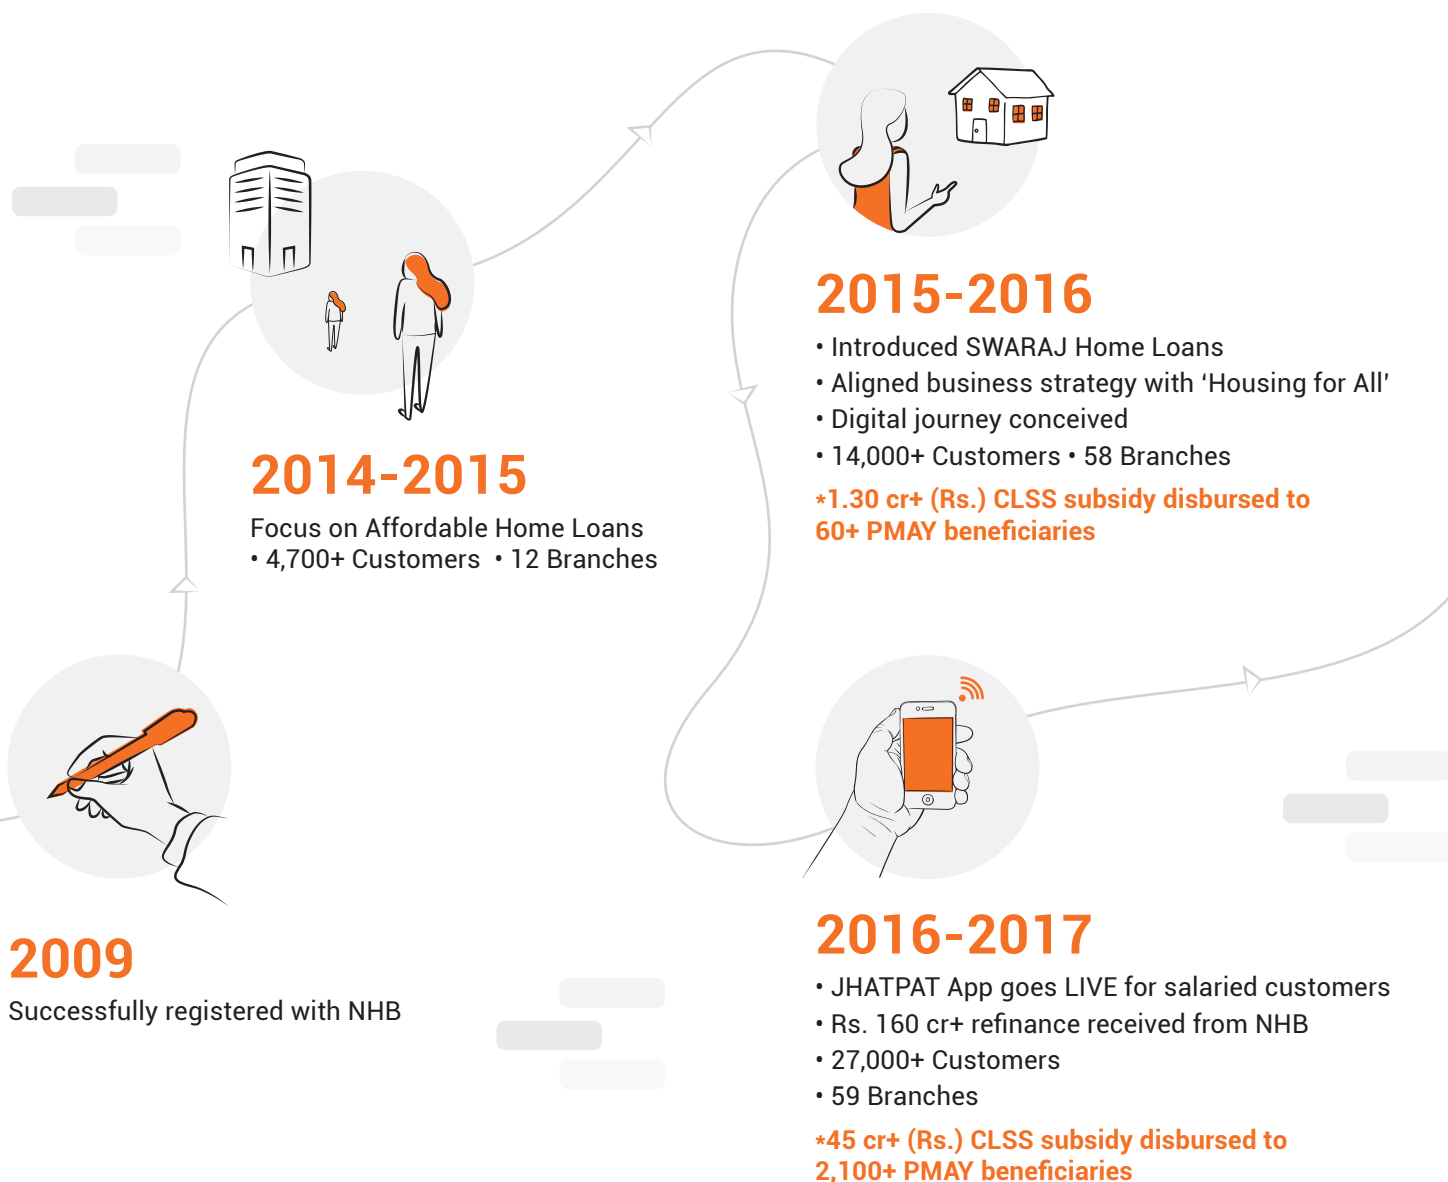 2009
Successfully registered with NHB
2014-2015
Focus on Affordable Home Loans
• 4,700+ Customers • 12 Branches
2015-2016
• Introduced SWARAJ Home Loans
• Aligned business strategy with ‘Housing for All’
• Digital journey conceived
• 14,000+ Customers • 58 Branches
*1.30 cr+ (Rs.) CLSS subsidy disbursed to
60+ PMAY beneficiaries
2016-2017
• JHATPAT App goes LIVE for salaried customers
• Rs. 160 cr+ refinance received from NHB
• 27,000+ Customers
• 59 Branches
*45 cr+ (Rs.) CLSS subsidy disbursed to
2,100+ PMAY beneficiaries